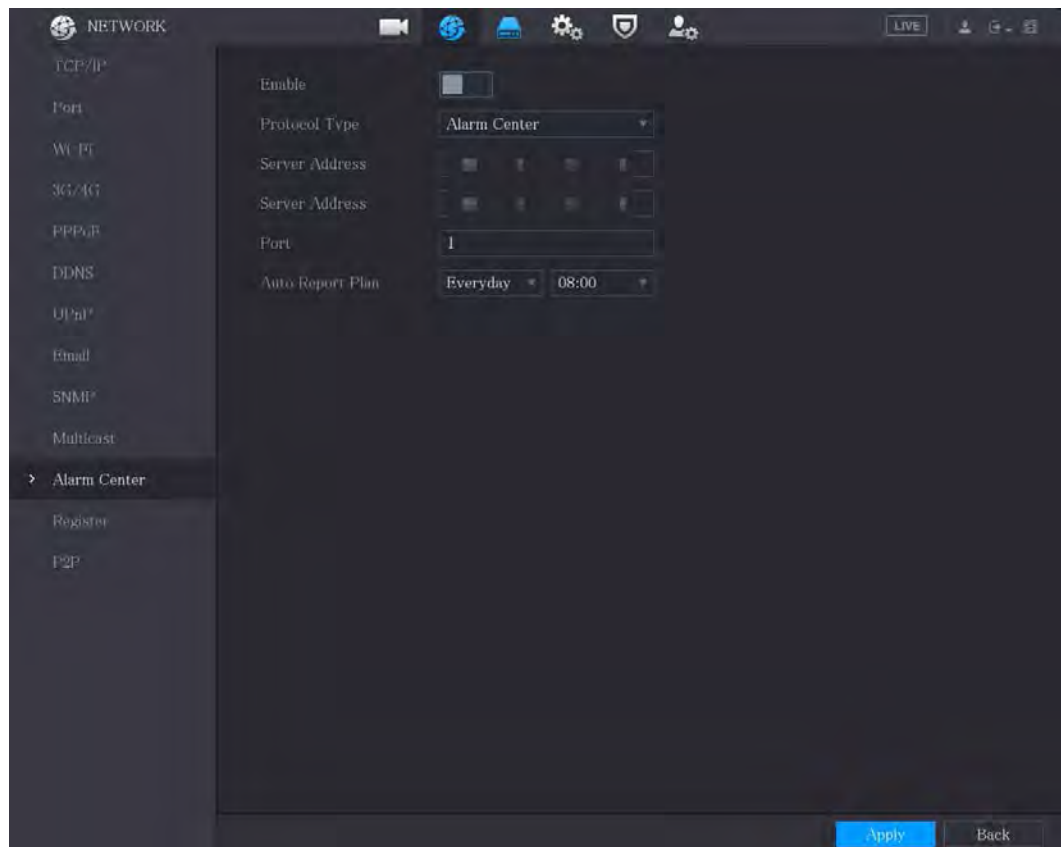 NETWORK
LIVE
TCP/IP
Port
Wi-Fi
3G/4G
PPPoE
DDNS
UPnP
Email
SNMP
Multicast
Alarm Center
Register
P2P
Enable
Protocol Type Alarm Center
Server Address
Server Address
Port 1
Auto Report Plan Everyday 08:00
Apply Back